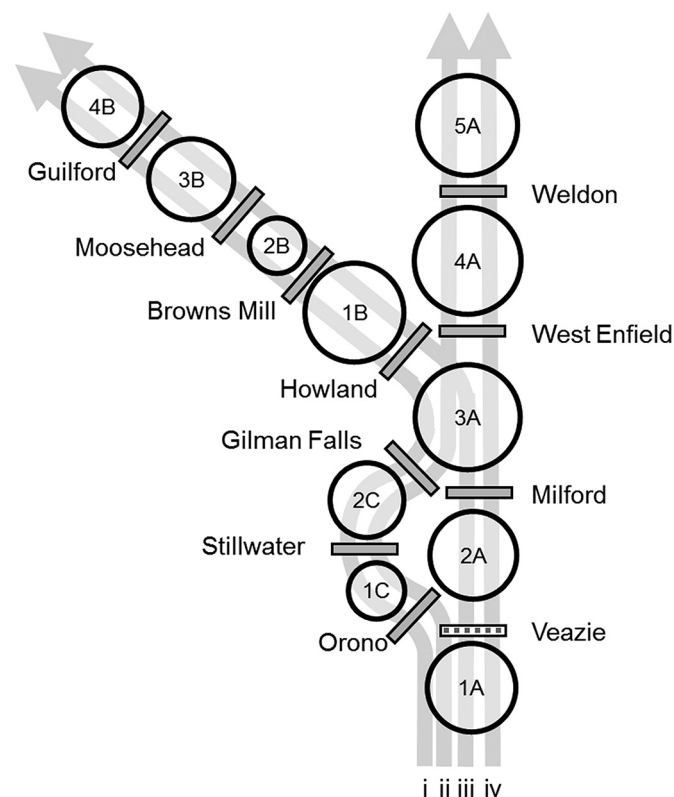 5A
4B
Guilford
3B
Weldon
Moosehead
2B
4A
Browns Mill
1B
West Enfield
Howland
3A
Gilman Falls
Milford
2C
Stillwater
2A
1C
Orono
Veazie
1A
i ii iii iv